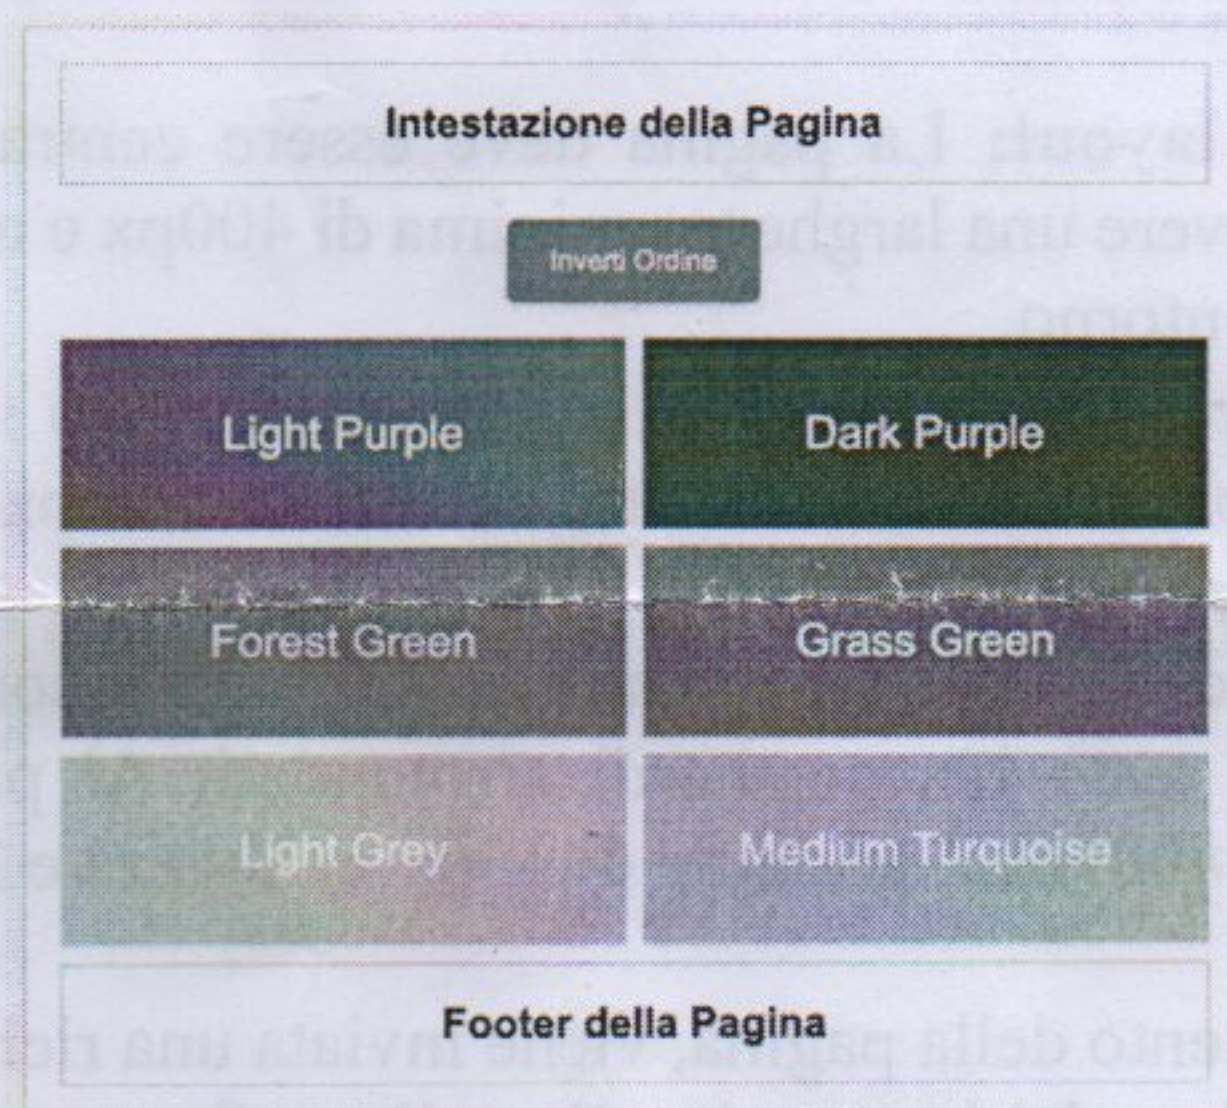 Intestazione della Pagina
Inverti Ordine
Light Purple
Dark Purple
Forest Green
Grass Green
Light Grey
Medium Turquoise
Footer della Pagina